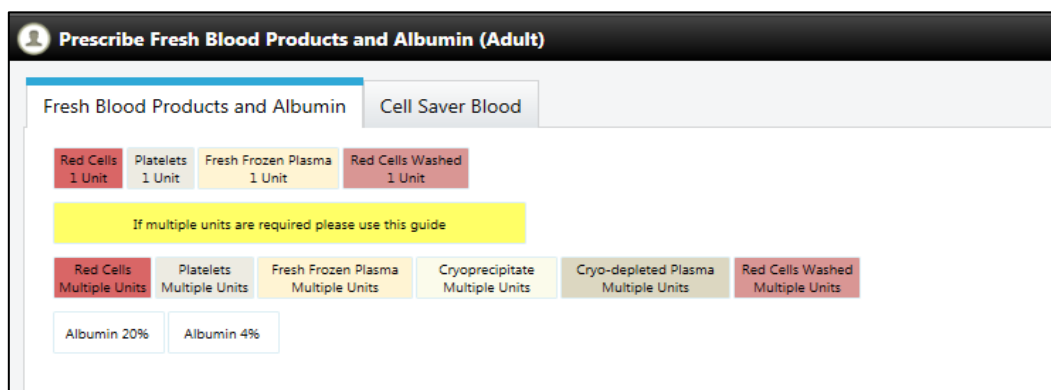 Prescribe Fresh Blood Products and Albumin (Adult)
Fresh Blood Products and Albumin Cell Saver Blood
Red Cells Platelets Fresh Frozen Plasma Red Cells Washed
1 Unit 1 Unit 1 Unit 1 Unit
If multiple units are required please use this guide
Red Cells Platelets Fresh Frozen Plasma Cryoprecipitate Cryo-depleted Plasma Red Cells Washed
Multiple Units Multiple Units Multiple Units Multiple Units Multiple Units Multiple Units
Albumin 20% Albumin 4%